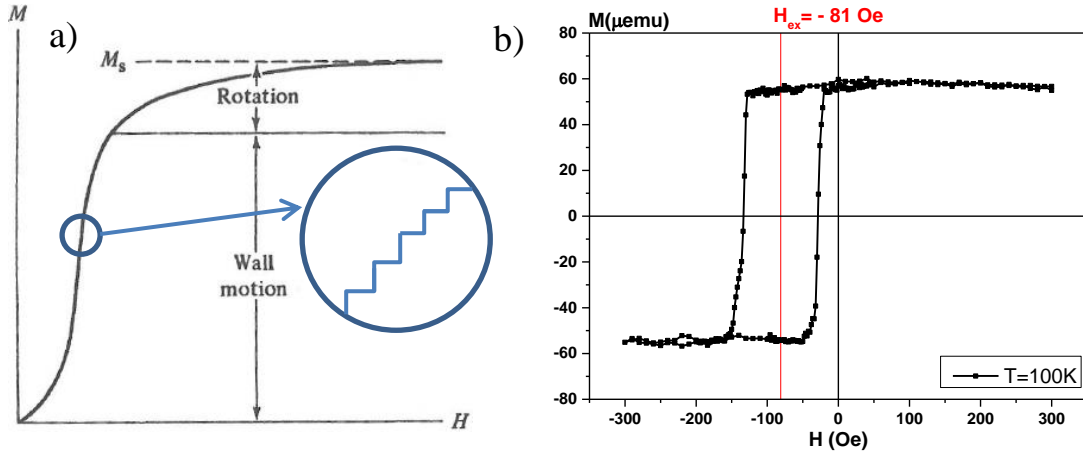 a)
M
Mₛ
Rotation
Wall
motion
H
b)
Hₑₓ= - 81 Oe
M(μemu)
80
60
40
20
0
-20
-40
-60
-80
-300
-200
-100
0
100
200
300
H (Oe)
T=100K